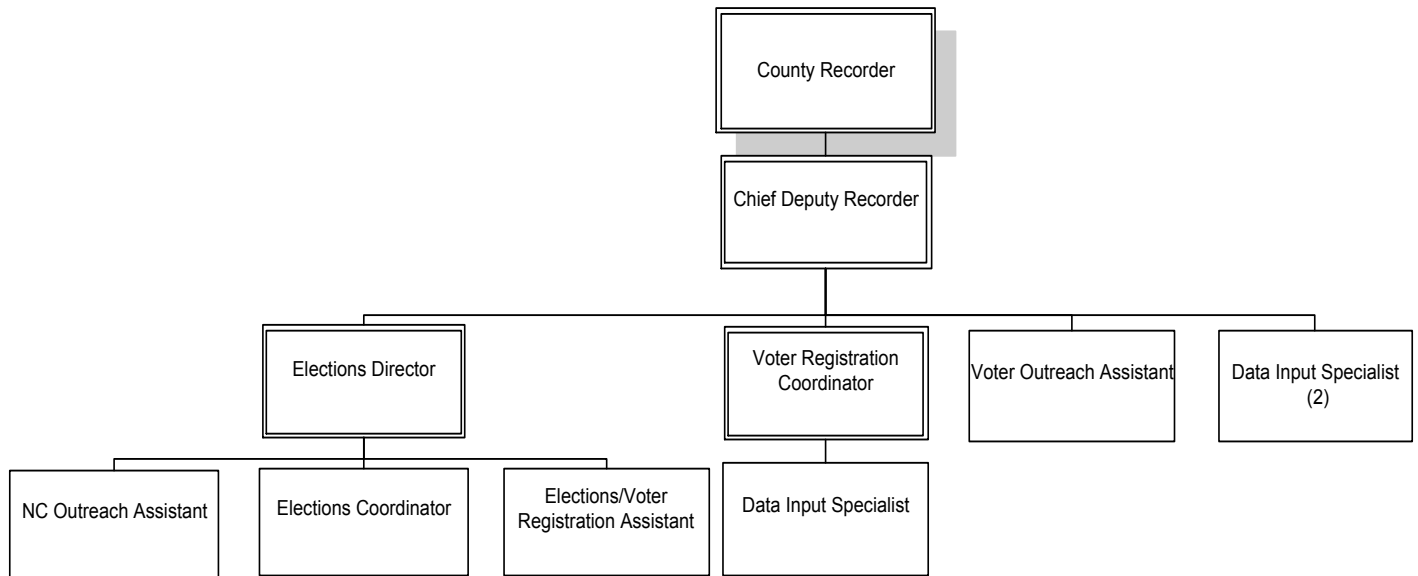 County Recorder
Chief Deputy Recorder
Elections Director
Voter Registration
Coordinator
Voter Outreach Assistant
Data Input Specialist
(2)
NC Outreach Assistant
Elections Coordinator
Elections/Voter
Registration Assistant
Data Input Specialist